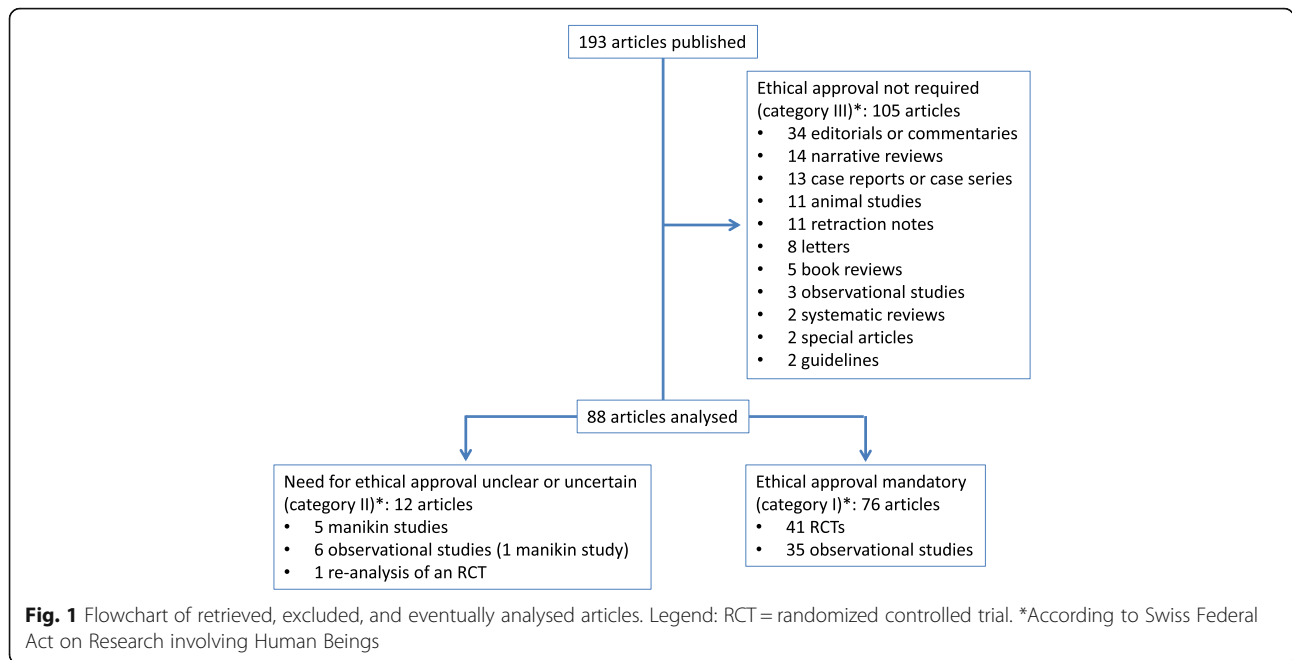 193 articles published
Ethical approval not required
(category III)*: 105 articles
• 34 editorials or commentaries
• 14 narrative reviews
• 13 case reports or case series
• 11 animal studies
• 11 retraction notes
• 8 letters
• 5 book reviews
• 3 observational studies
• 2 systematic reviews
• 2 special articles
• 2 guidelines
88 articles analysed
Need for ethical approval unclear or uncertain
(category II)*: 12 articles
• 5 manikin studies
• 6 observational studies (1 manikin study)
• 1 re-analysis of an RCT
Ethical approval mandatory
(category I)*: 76 articles
• 41 RCTs
• 35 observational studies
Fig. 1 Flowchart of retrieved, excluded, and eventually analysed articles. Legend: RCT = randomized controlled trial. *According to Swiss Federal
Act on Research involving Human Beings